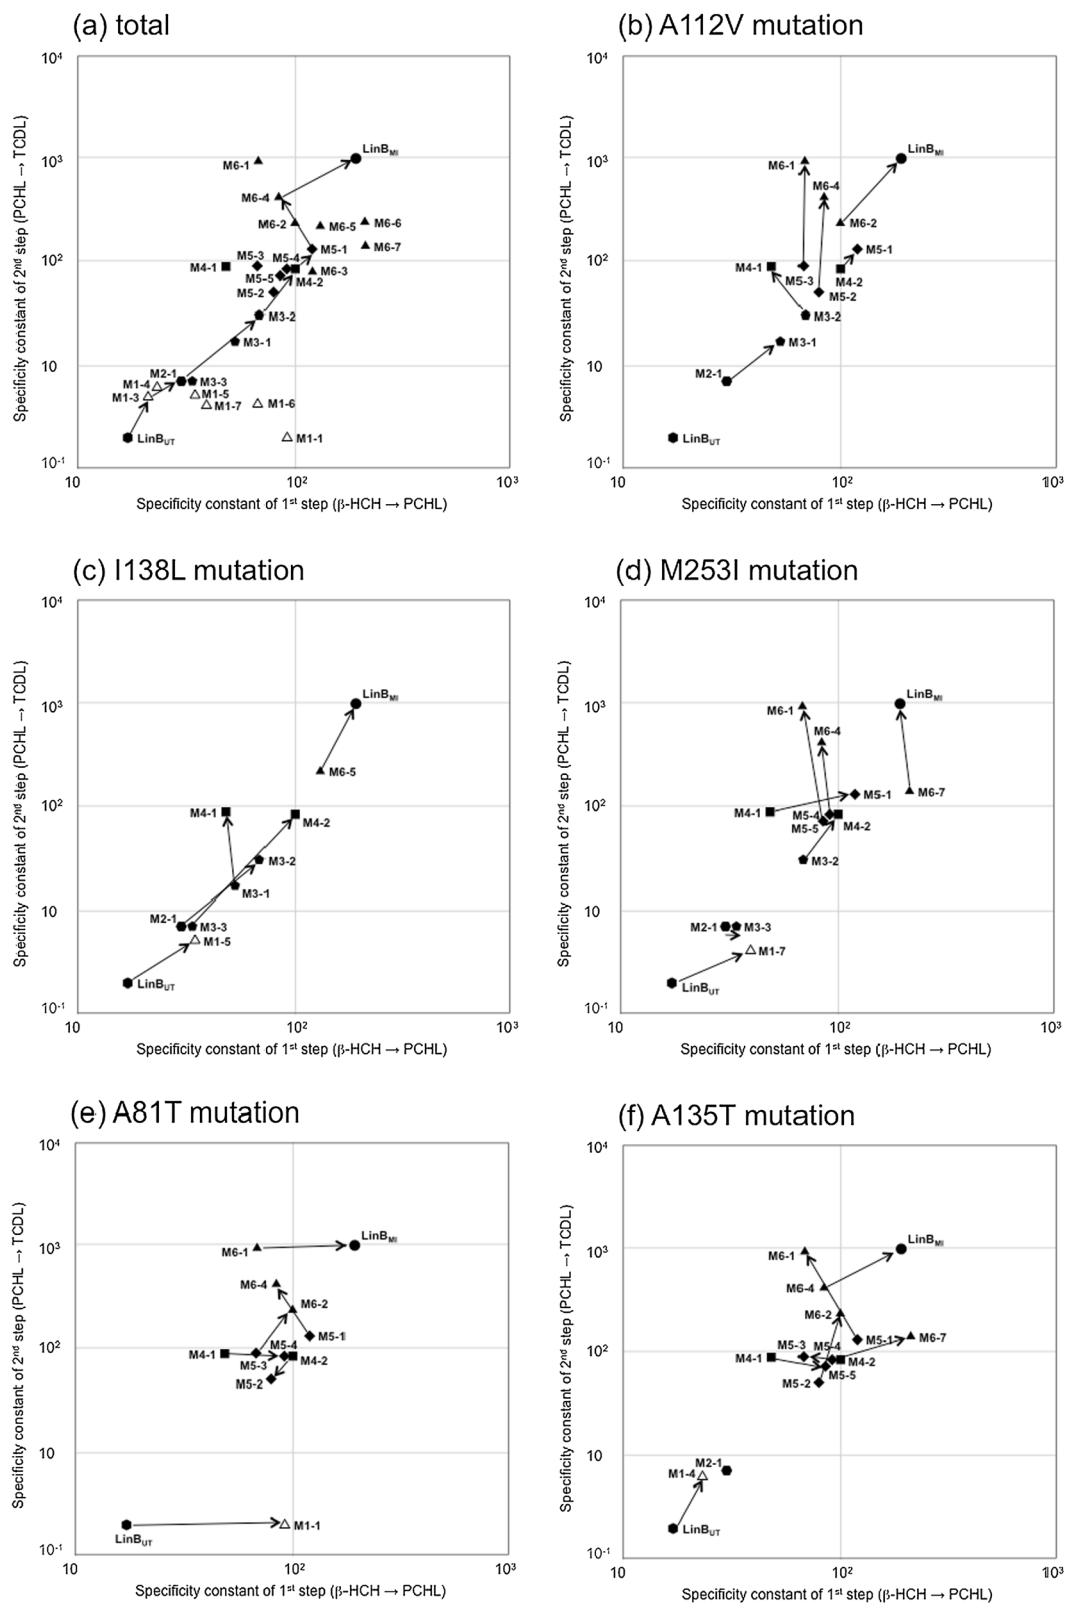 (a) total
Specificity constant of 2nd step (PCHL → TCDL)
10⁴
10³
10²
10
10⁻¹
LinB_MI
M6-1
M6-4
M6-2
M6-5
M6-6
M6-7
M5-1
M5-3
M5-4
M4-1
M5-5
M6-3
M4-2
M5-2
M3-2
M3-1
M2-1
M3-3
M1-4
M1-5
M1-3
M1-7
M1-6
LinB_UT
M1-1
10
10²
10³
Specificity constant of 1st step (β-HCH → PCHL)
(b) A112V mutation
Specificity constant of 2nd step (PCHL → TCDL)
10⁴
10³
10²
10
10⁻¹
LinB_MI
M6-1
M6-4
M6-2
M5-1
M4-1
M5-3
M4-2
M5-2
M3-2
M3-1
M2-1
LinB_UT
10
10²
10³
Specificity constant of 1st step (β-HCH → PCHL)
(c) I138L mutation
Specificity constant of 2nd step (PCHL → TCDL)
10⁴
10³
10²
10
10⁻¹
LinB_MI
M6-5
M4-1
M4-2
M3-2
M3-1
M2-1
M3-3
M1-5
LinB_UT
10
10²
10³
Specificity constant of 1st step (β-HCH → PCHL)
(d) M253I mutation
Specificity constant of 2nd step (PCHL → TCDL)
10⁴
10³
10²
10
10⁻¹
LinB_MI
M6-1
M6-4
M5-1
M6-7
M4-1
M5-4
M5-5
M4-2
M3-2
M2-1
M3-3
M1-7
LinB_UT
10
10²
10³
Specificity constant of 1st step (β-HCH → PCHL)
(e) A81T mutation
Specificity constant of 2nd step (PCHL → TCDL)
10⁴
10³
10²
10
10⁻¹
LinB_MI
M6-1
M6-4
M6-2
M5-1
M5-4
M4-1
M5-3
M4-2
M5-2
M1-1
LinB_UT
10
10²
10³
Specificity constant of 1st step (β-HCH → PCHL)
(f) A135T mutation
Specificity constant of 2nd step (PCHL → TCDL)
10⁴
10³
10²
10
10⁻¹
LinB_MI
M6-1
M6-4
M6-2
M5-1
M6-7
M5-3
M5-4
M4-1
M4-2
M5-5
M5-2
M2-1
M1-4
LinB_UT
10
10²
10³
Specificity constant of 1st step (β-HCH → PCHL)